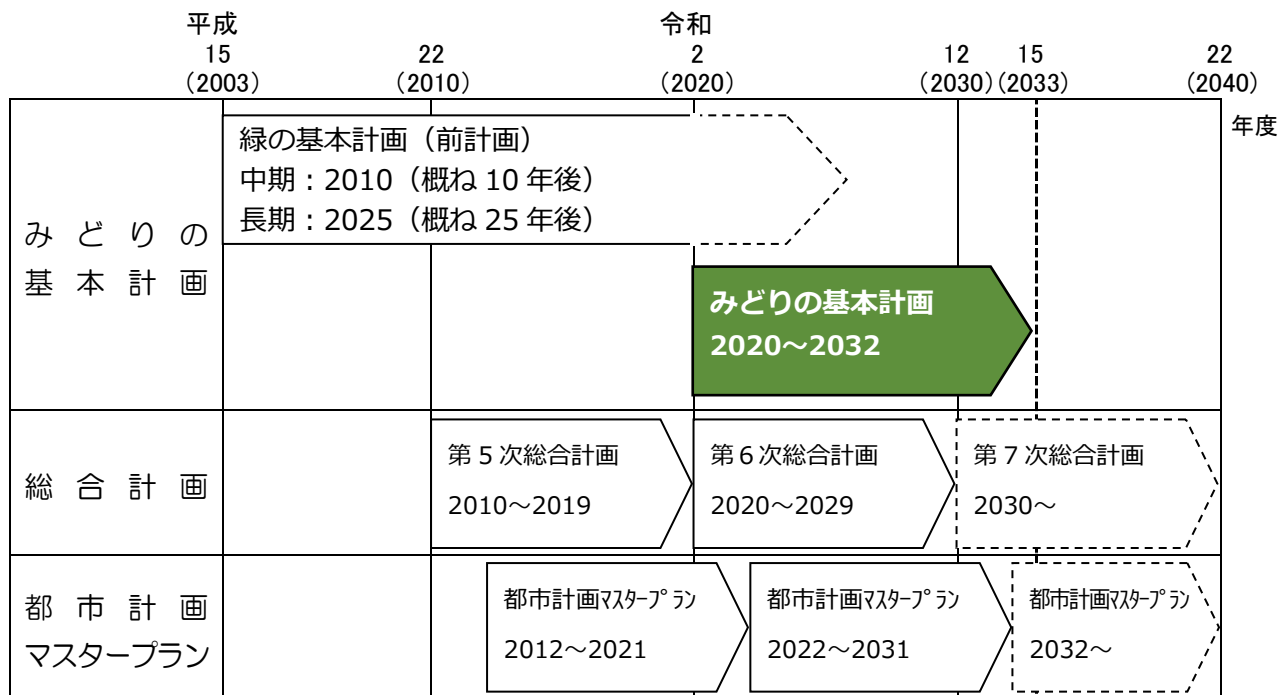 平成 令和
15 22 2 12 15 22
(2003) (2010) (2020) (2030) (2033) (2040)
年度
みどりの
基本計画
緑の基本計画（前計画）
中期：2010（概ね 10 年後）
長期：2025（概ね 25 年後）
みどりの基本計画
2020～2032
総合計画
第 5 次総合計画
2010～2019
第 6 次総合計画
2020～2029
第 7 次総合計画
2030～
都市計画
マスタープラン
都市計画ﾏｽﾀｰﾌﾟﾗﾝ
2012～2021
都市計画ﾏｽﾀｰﾌﾟﾗﾝ
2022～2031
都市計画ﾏｽﾀｰﾌﾟﾗﾝ
2032～